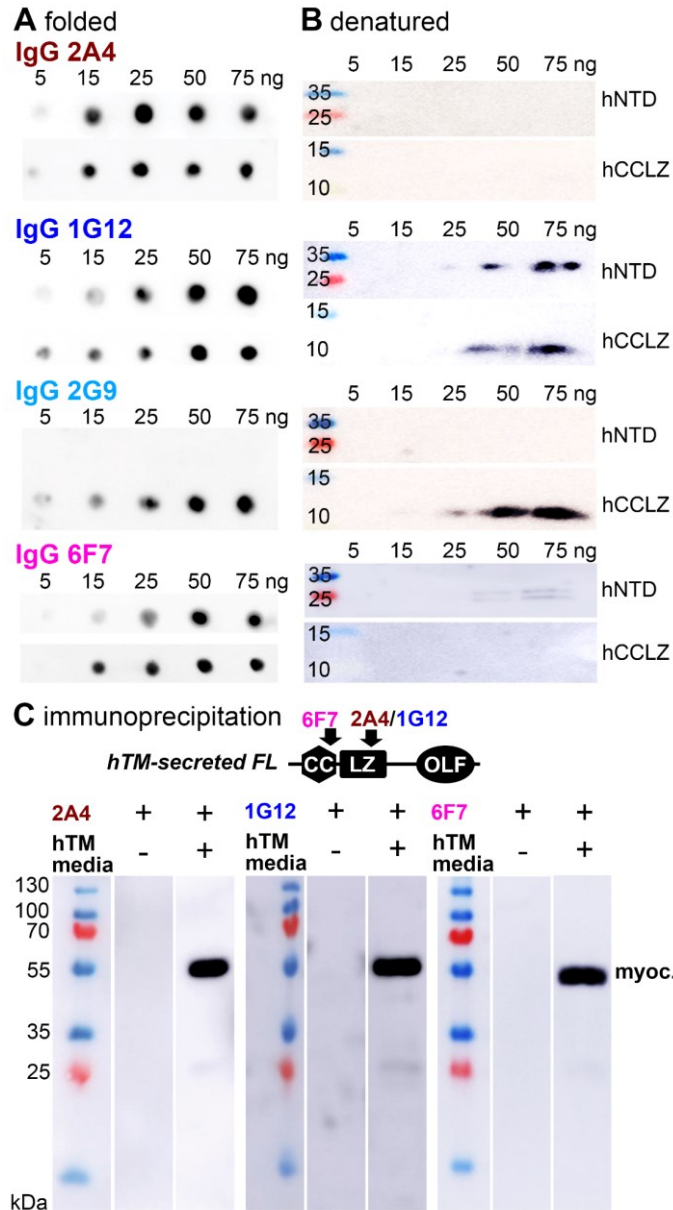 A folded
IgG 2A4
5 15 25 50 75 ng
IgG 1G12
5 15 25 50 75 ng
IgG 2G9
5 15 25 50 75 ng
IgG 6F7
5 15 25 50 75 ng
B denatured
5 15 25 50 75 ng
35
25
hNTD
15
10
hCCLZ
5 15 25 50 75 ng
35
25
hNTD
15
10
hCCLZ
5 15 25 50 75 ng
35
25
hNTD
15
10
hCCLZ
5 15 25 50 75 ng
35
25
hNTD
15
10
hCCLZ
C immunoprecipitation
6F7 2A4/1G12
hTM-secreted FL CC LZ OLF
2A4 + + 1G12 + + 6F7 + +
hTM media - + hTM media - + hTM media - +
130
100
70
55
myoc.
35
25
kDa